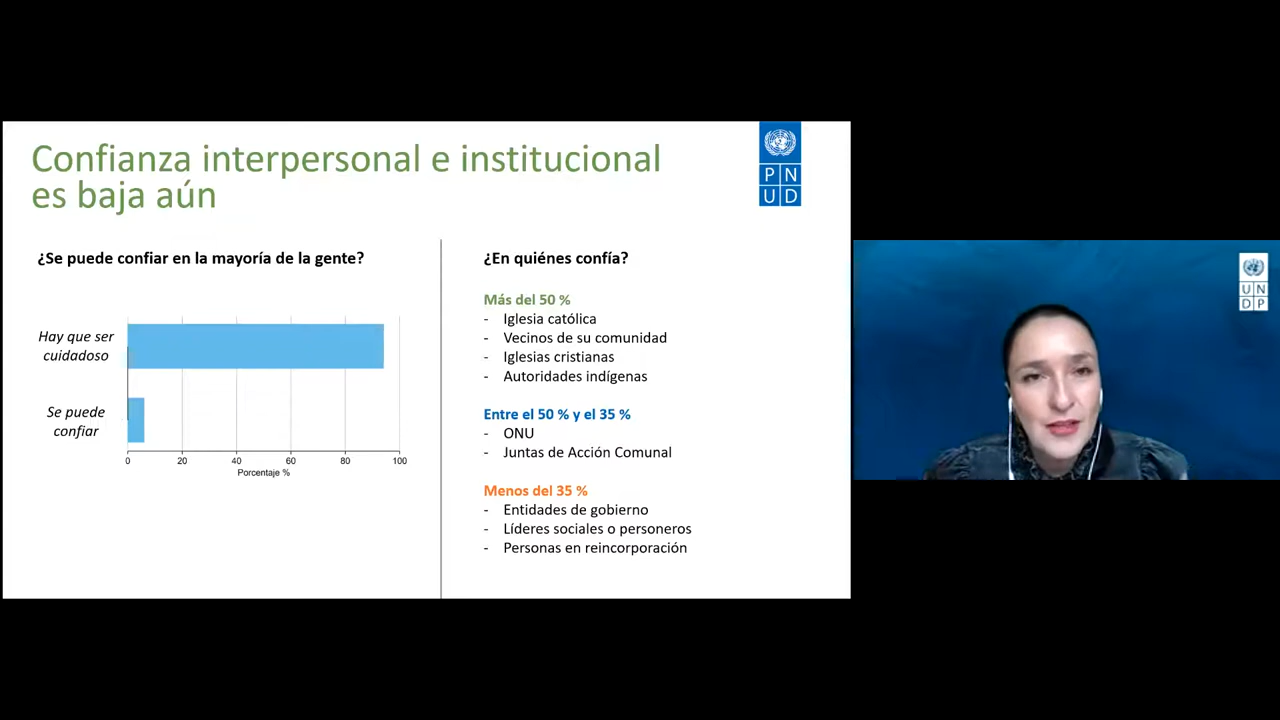 Confianza interpersonal e institucional
es baja aún
P N
U D
¿Se puede confiar en la mayoría de la gente?
Hay que ser
cuidadoso
Se puede
confiar
0 20 40 60 80 100
Porcentaje %
¿En quiénes confía?
Más del 50 %
- Iglesia católica
- Vecinos de su comunidad
- Iglesias cristianas
- Autoridades indígenas
Entre el 50 % y el 35 %
- ONU
- Juntas de Acción Comunal
Menos del 35 %
- Entidades de gobierno
- Líderes sociales o personeros
- Personas en reincorporación
U N
D P